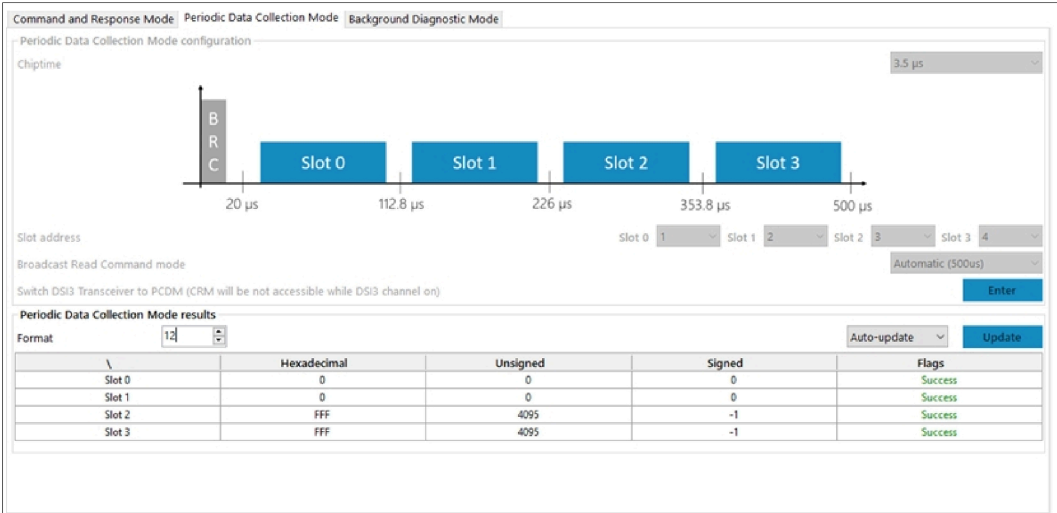 Command and Response Mode Periodic Data Collection Mode Background Diagnostic Mode
Periodic Data Collection Mode configuration
Chiptime 3.5 µs
B
R
C
Slot 0 Slot 1 Slot 2 Slot 3
20 µs 112.8 µs 226 µs 353.8 µs 500 µs
Slot address Slot 0 1 Slot 1 2 Slot 2 3 Slot 3 4
Broadcast Read Command mode Automatic (500us)
Switch DSI3 Transceiver to PCDM (CRM will be not accessible while DSI3 channel on) Enter
Periodic Data Collection Mode results
Format 12 Auto-update Update
\ Hexadecimal Unsigned Signed Flags
Slot 0 0 0 0 Success
Slot 1 0 0 0 Success
Slot 2 FFF 4095 -1 Success
Slot 3 FFF 4095 -1 Success